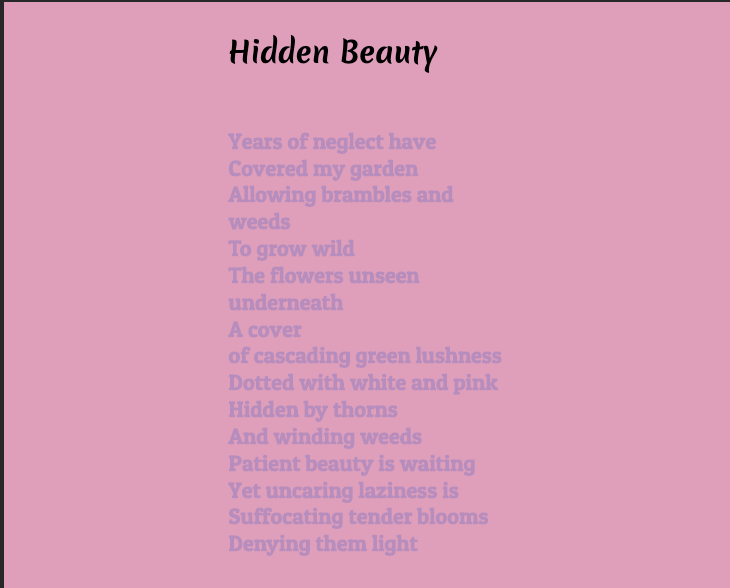 Hidden Beauty
Years of neglect have
Covered my garden
Allowing brambles and
weeds
To grow wild
The flowers unseen
underneath
A cover
of cascading green lushness
Dotted with white and pink
Hidden by thorns
And winding weeds
Patient beauty is waiting
Yet uncaring laziness is
Suffocating tender blooms
Denying them light